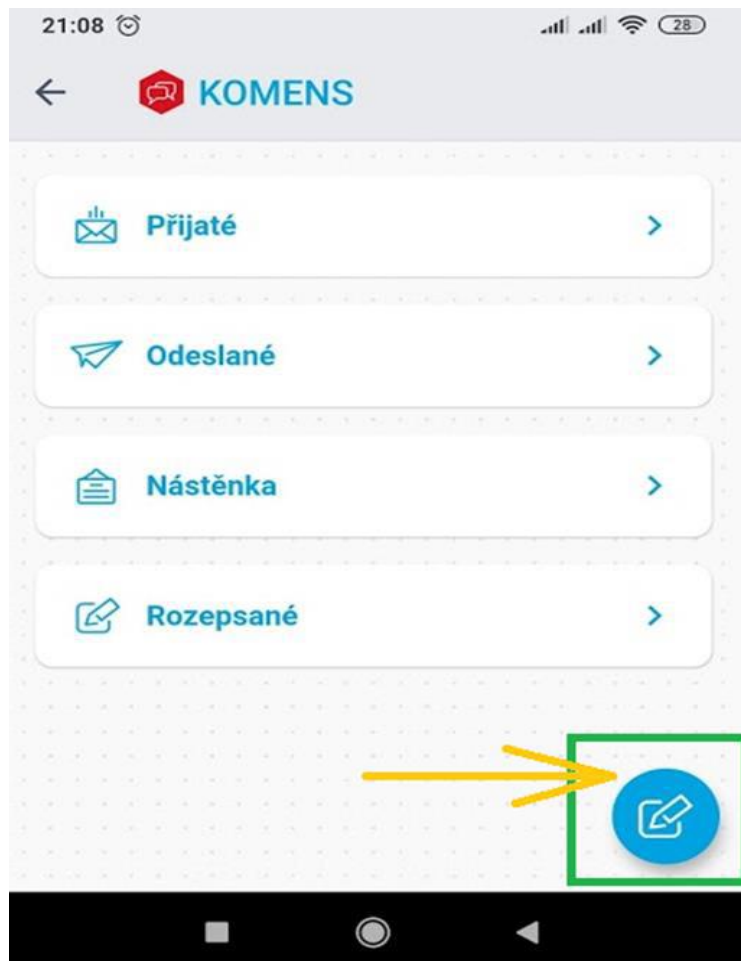 21:08
28
KOMENS
Přijaté
Odeslané
Nástěnka
Rozepsané